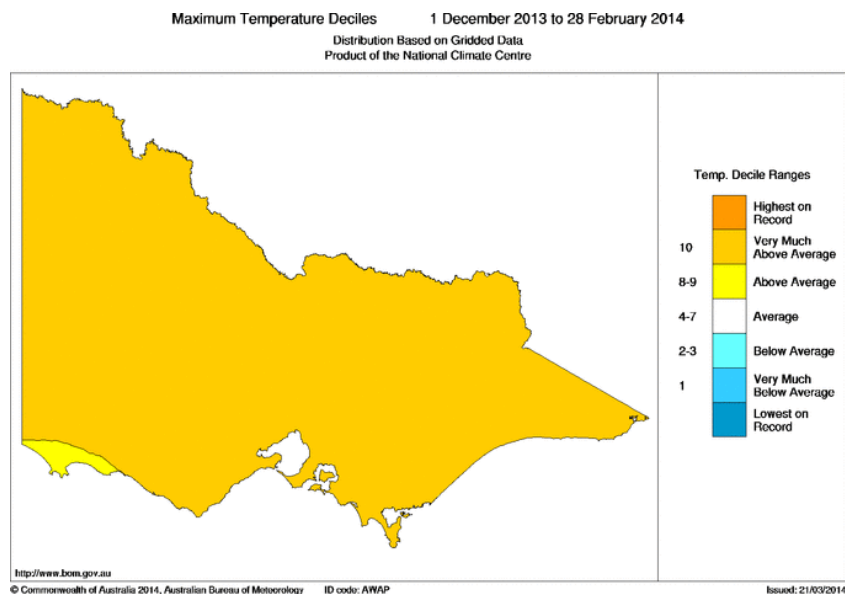 Maximum Temperature Deciles 1 December 2013 to 28 February 2014
Distribution Based on Gridded Data
Product of the National Climate Centre
Temp. Decile Ranges
Highest on
Record
10 Very Much
Above Average
8-9 Above Average
4-7 Average
2-3 Below Average
1 Very Much
Below Average
Lowest on
Record
http://www.bom.gov.au
© Commonwealth of Australia 2014, Australian Bureau of Meteorology ID code: AWAP Issued: 21/03/2014